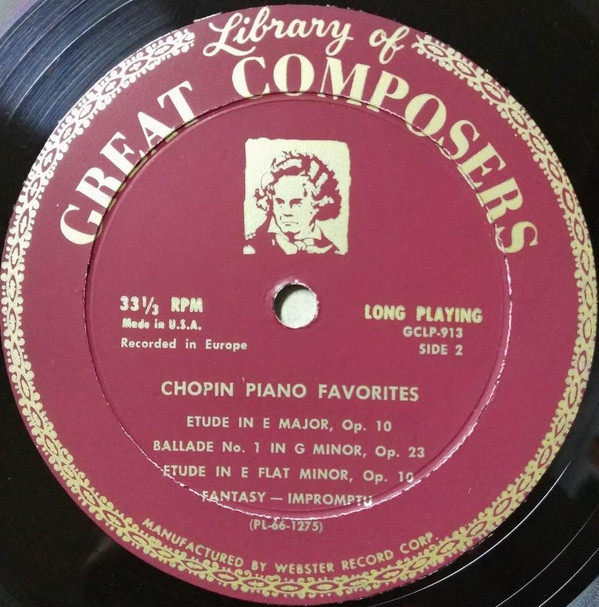 Library of
GREAT COMPOSERS
33 1/3 RPM
Made in U.S.A.
Recorded in Europe
LONG PLAYING
GCLP-913
SIDE 2
CHOPIN PIANO FAVORITES
ETUDE IN E MAJOR, Op. 10
BALLADE No. 1 IN G MINOR, Op. 23
ETUDE IN E FLAT MINOR, Op. 10
FANTASY — IMPROMPTU
(PL-66-1275)
MANUFACTURED BY WEBSTER RECORD CORP.